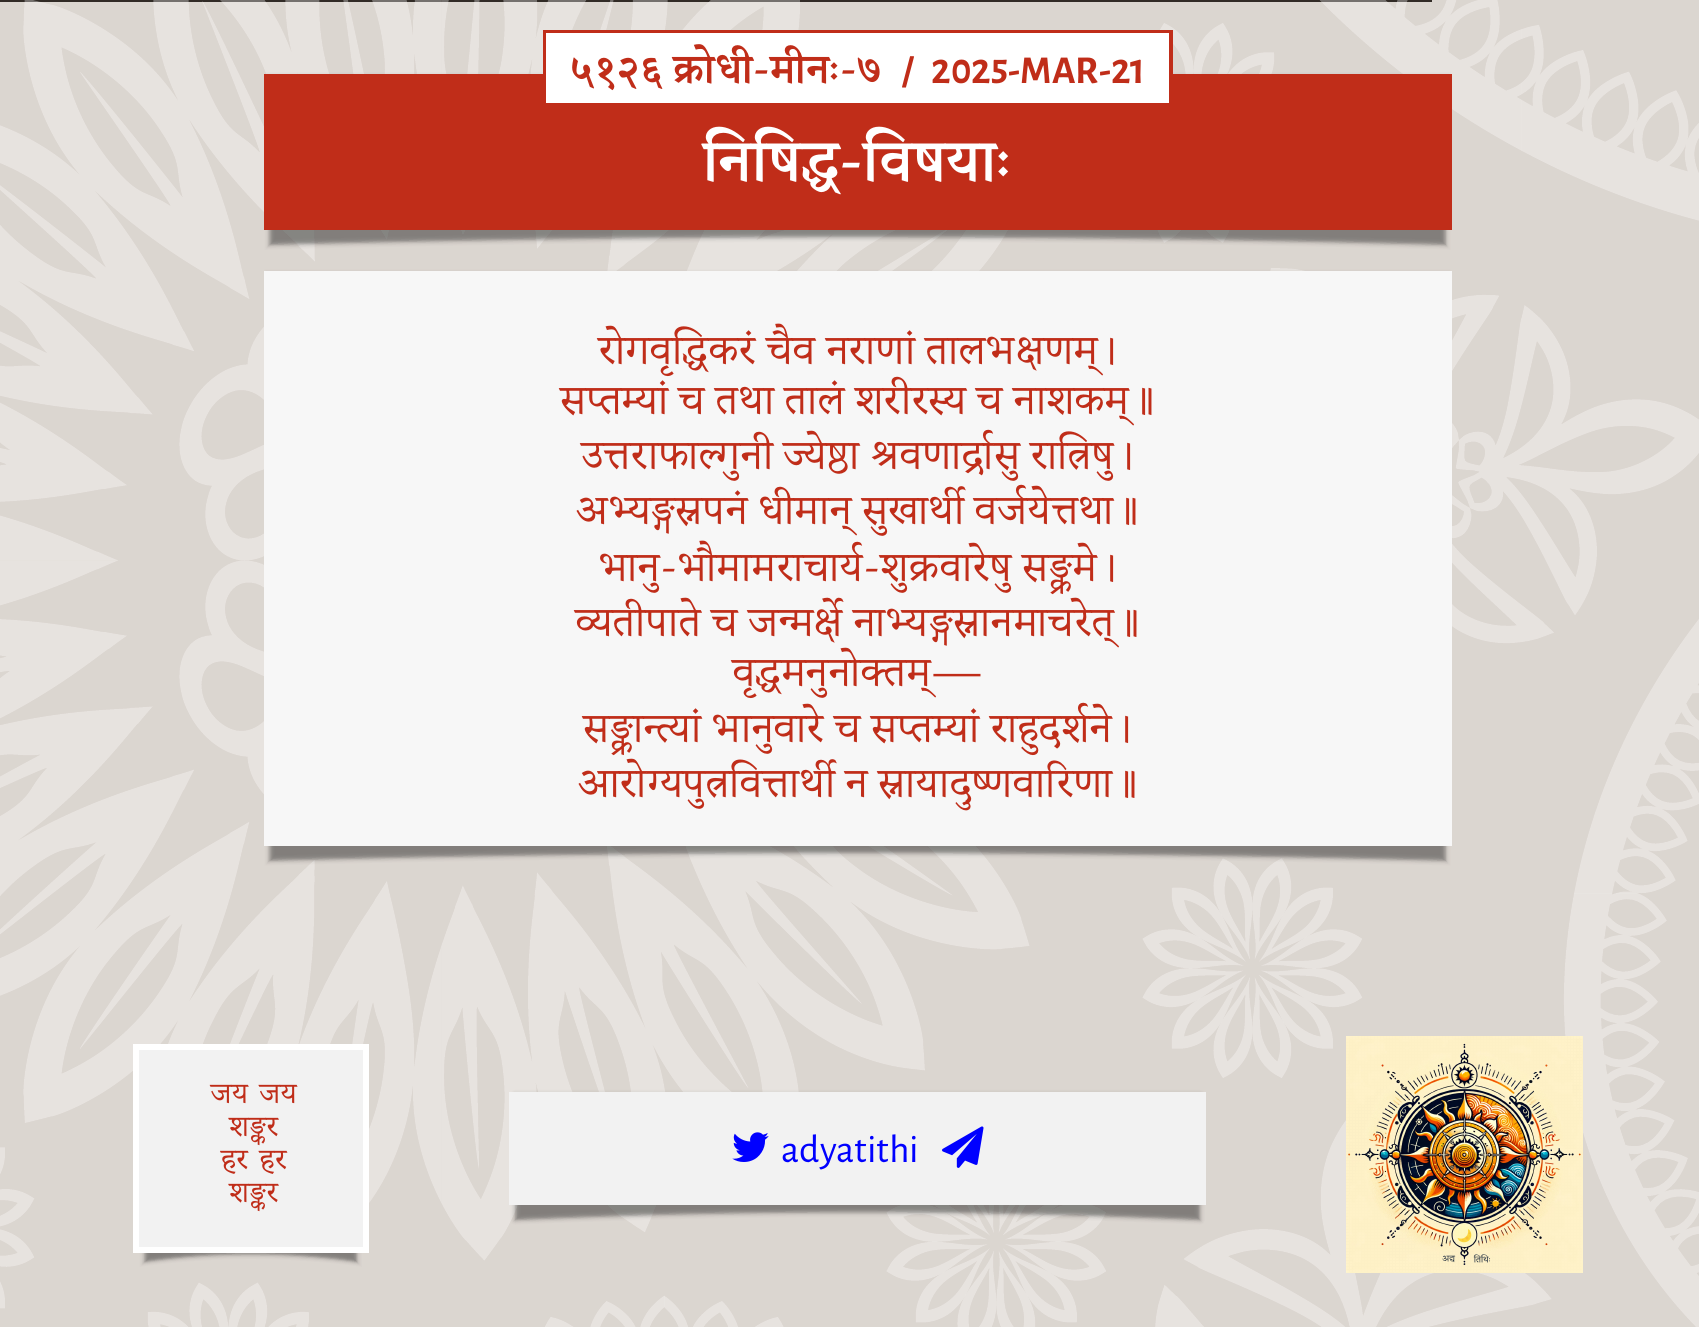 ५१२६ क्रोधी-मीनः-७ / 2025-MAR-21
निषिद्ध-विषयाः
रोगवृद्धिकरं चैव नराणां तालभक्षणम्।
सप्तम्यां च तथा तालं शरीरस्य च नाशकम्॥
उत्तराफाल्गुनी ज्येष्ठा श्रवणार्द्रासु रात्रिषु।
अभ्यङ्गस्नपनं धीमान् सुखार्थी वर्जयेत्तथा॥
भानु-भौमामराचार्य-शुक्रवारेषु सङ्क्रमे।
व्यतीपाते च जन्मर्क्षे नाभ्यङ्गस्नानमाचरेत्॥
वृद्धमनुनोक्तम्—
सङ्क्रान्त्यां भानुवारे च सप्तम्यां राहुदर्शने।
आरोग्यपुत्रवित्तार्थी न स्नायादुष्णवारिणा॥
जय जय
शङ्कर
हर हर
शङ्कर
adyatithi
अद्य तिथिः